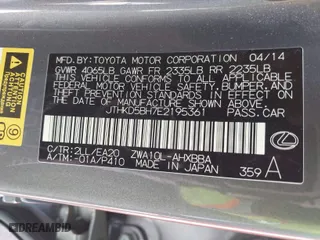 MFD. BY: TOYOTA MOTOR CORPORATION 04/14
GVWR 4065LB GAWR FR 2335LB RR 2235LB
THIS VEHICLE CONFORMS TO ALL APPLICABLE
FEDERAL MOTOR VEHICLE SAFETY, BUMPER, AND
THEFT PREVENTION STANDARDS IN EFFECT ON
THE DATE OF MANUFACTURE SHOWN ABOVE.
JTHKD5BH7E2195361 PASS.CAR
C/TR:2LL/EA20 ZWA10L-AHXBBA
A/TM:-01A/P410 MADE IN JAPAN 359 A
9